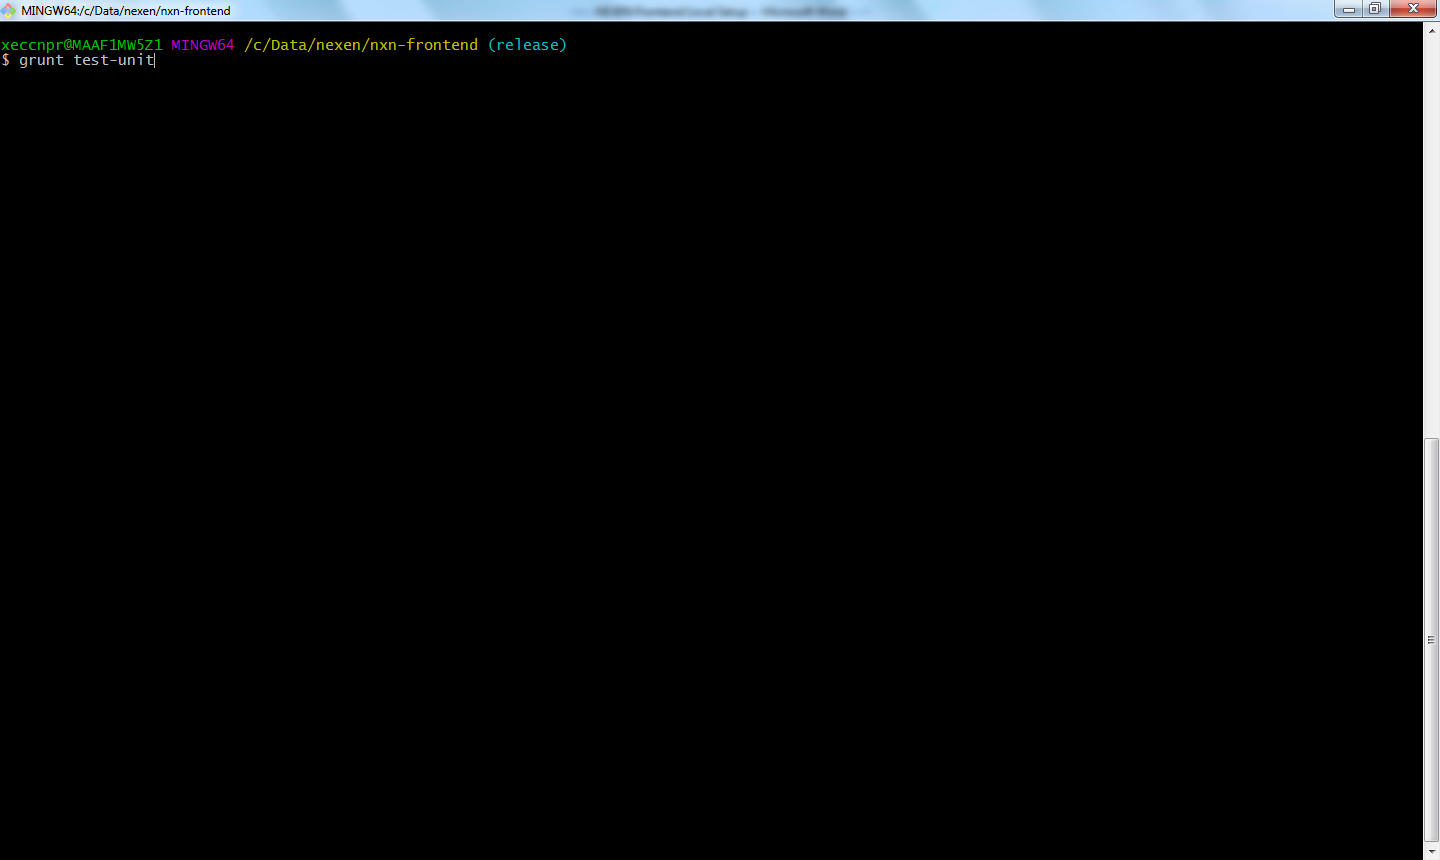 MINGW64:/c/Data/nexen/nxn-frontend
xeccnpr@MAAF1MW5Z1 MINGW64 /c/Data/nexen/nxn-frontend (release)
$ grunt test-unit